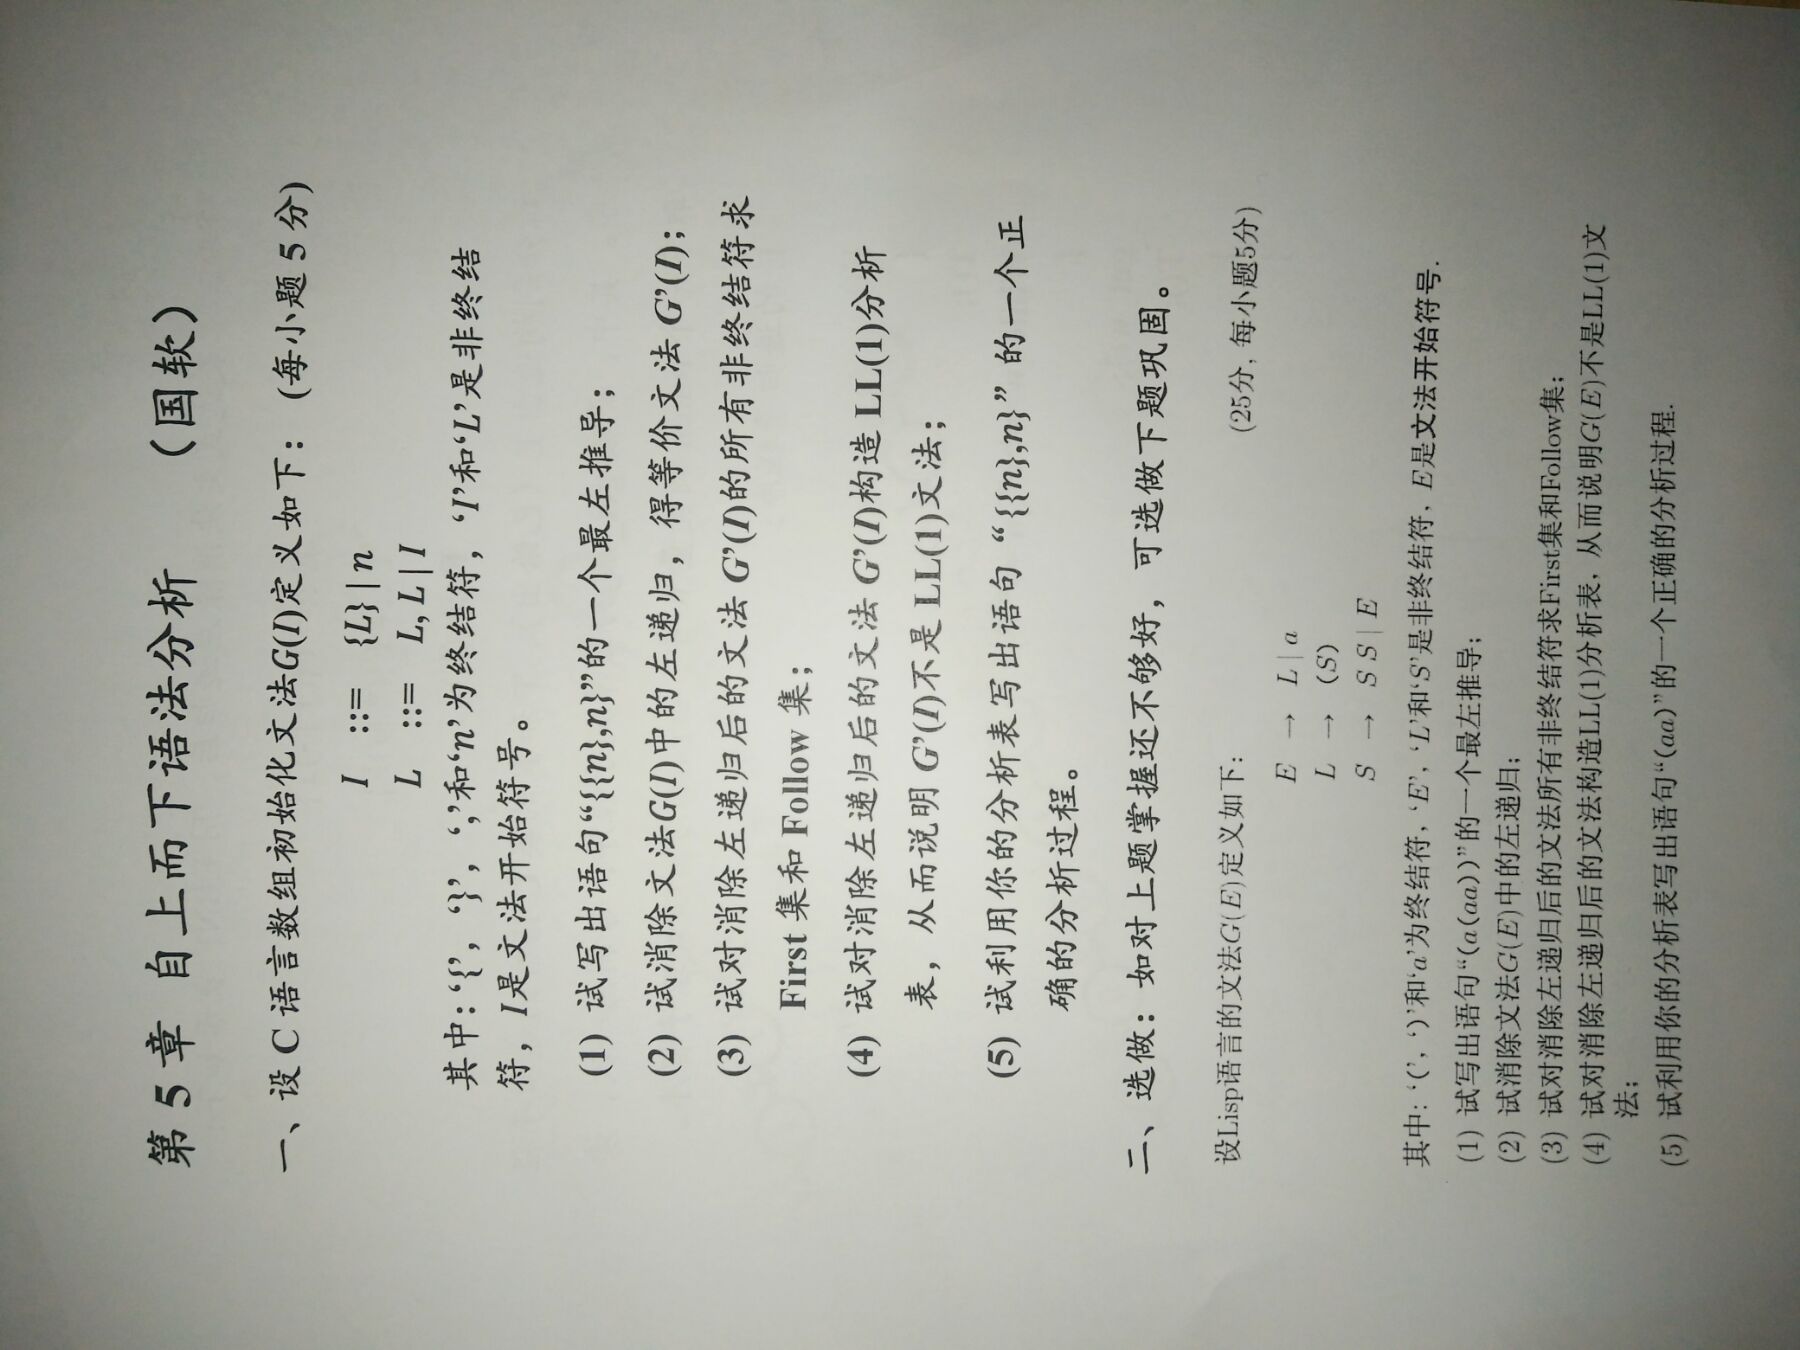 第 5 章 自上而下语法分析 （国软）
一、设 C 语言数组初始化文法G(I)定义如下： (每小题 5 分)
I ::= {L} | n
L ::= L, L | I
其中: ‘{’，‘}’，‘,’和‘n’为终结符，‘I’和‘L’是非终结
符，I是文法开始符号。
(1) 试写出语句“{{n},n}”的一个最左推导；
(2) 试消除文法G(I)中的左递归，得等价文法 G’(I)；
(3) 试对消除左递归后的文法 G’(I)的所有非终结符求
First 集和 Follow 集；
(4) 试对消除左递归后的文法 G’(I)构造 LL(1)分析
表，从而说明 G’(I)不是 LL(1)文法；
(5) 试利用你的分析表写出语句“{{n},n}”的一个正
确的分析过程。
二、选做：如对上题掌握还不够好，可选做下题巩固。
设Lisp语言的文法G(E)定义如下： (25分, 每小题5分)
E → L | a
L → (S)
S → S S | E
其中: ‘(’, ‘)’和‘a’为终结符, ‘E’, ‘L’和‘S’是非终结符, E是文法开始符号.
(1) 试写出语句“(a(aa))”的一个最左推导;
(2) 试消除文法G(E)中的左递归;
(3) 试对消除左递归后的文法所有非终结符求First集和Follow集;
(4) 试对消除左递归后的文法构造LL(1)分析表, 从而说明G(E)不是LL(1)文
法;
(5) 试利用你的分析表写出语句“(aa)”的一个正确的分析过程.